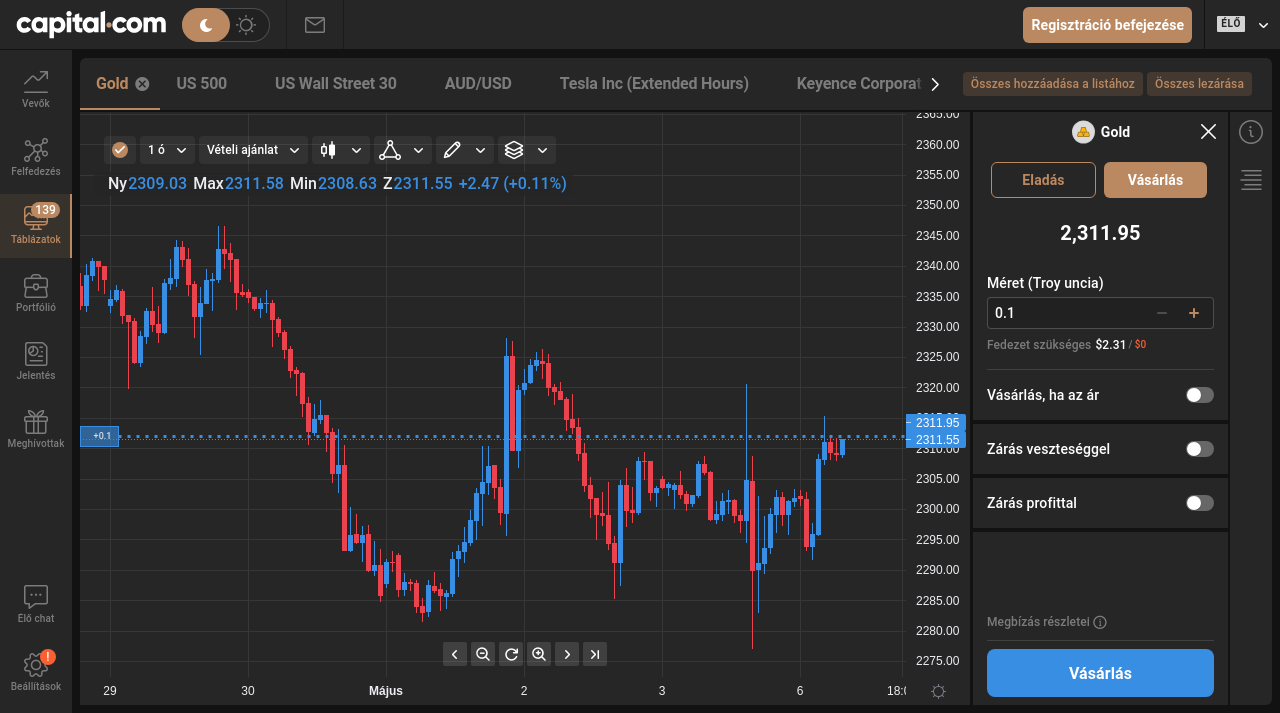 capital.com
Regisztráció befejezése
ÉLŐ
Vevők
Felfedezés
139
Táblázatok
Portfólió
Jelentés
Meghívottak
Élő chat
!
Beállítások
Gold
US 500
US Wall Street 30
AUD/USD
Tesla Inc (Extended Hours)
Keyence Corporat
Összes hozzáadása a listához
Összes lezárása
1 ó
Vételi ajánlat
Ny2309.03 Max2311.58 Min2308.63 Z2311.55 +2.47 (+0.11%)
+0.1
2365.00
2360.00
2355.00
2350.00
2345.00
2340.00
2335.00
2330.00
2325.00
2320.00
2315.00
2311.95
2311.55
2310.00
2305.00
2300.00
2295.00
2290.00
2285.00
2280.00
2275.00
29
30
Május
2
3
6
18:0
Gold
Eladás
Vásárlás
2,311.95
Méret (Troy uncia)
0.1
Fedezet szükséges $2.31 / $0
Vásárlás, ha az ár
Zárás veszteséggel
Zárás profittal
Megbízás részletei
Vásárlás